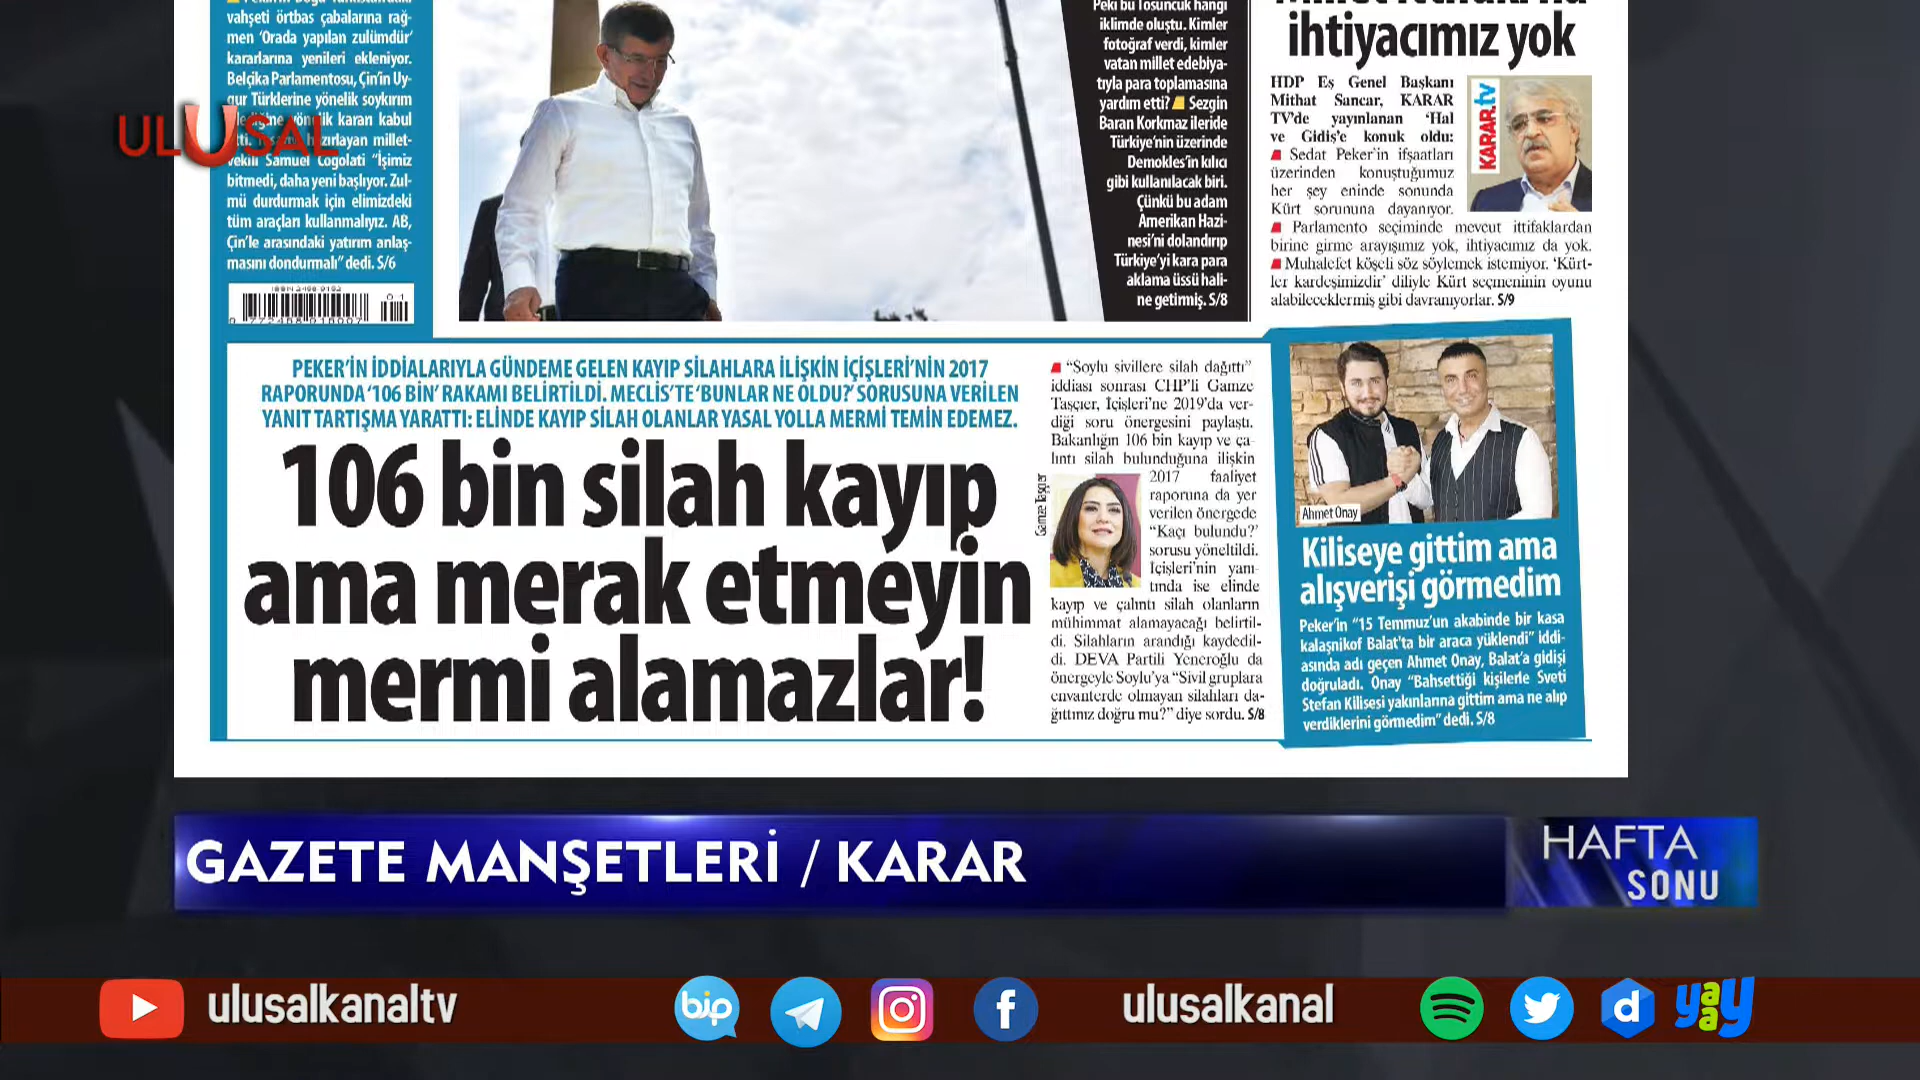 vahşeti örtbas çabalarına rağ-
men 'Orada yapılan zulümdür'
kararlarına yenileri ekleniyor.
Belçika Parlamentosu, Çin'in Uy-
gur Türklerine yönelik soykırım
yönelik kararı kabul
hazırlayan millet-
vekili Samuel Cogolati "İşimiz
bitmedi, daha yeni başlıyor. Zul-
mü durdurmak için elimizdeki
tüm araçları kullanmalıyız. AB,
Çin'le arasındaki yatırım anlaş-
masını dondurmalı" dedi. S/6
ULUSAL
Peki bu Tosuncuk hangi
iklimde oluştu. Kimler
fotoğraf verdi, kimler
vatan millet edebiya-
tıyla para toplamasına
yardım etti? Sezgin
Baran Korkmaz ileride
Türkiye'nin üzerinde
Demokles'in kılıcı
gibi kullanılacak biri.
Çünkü bu adam
Amerikan Hazi-
nesi'ni dolandırıp
Türkiye'yi kara para
aklama üssü hali-
ne getirmiş. S/8
ihtiyacımız yok
HDP Eş Genel Başkanı
Mithat Sancar, KARAR
TV'de yayınlanan 'Hal
ve Gidiş'e konuk oldu:
Sedat Peker'in ifşaatları
üzerinden konuştuğumuz
her şey eninde sonunda
Kürt sorununa dayanıyor.
Parlamento seçiminde mevcut ittifaklardan
birine girme arayışımız yok, ihtiyacımız da yok.
Muhalefet köşeli söz söylemek istemiyor. 'Kürt-
ler kardeşimizdir' diliyle Kürt seçmeninin oyunu
alabileceklermiş gibi davranıyorlar. S/9
KARAR.tv
PEKER'İN İDDİALARIYLA GÜNDEME GELEN KAYIP SİLAHLARA İLİŞKİN İÇİŞLERİ'NİN 2017
RAPORUNDA '106 BİN' RAKAMI BELİRTİLDİ. MECLİS'TE 'BUNLAR NE OLDU?' SORUSUNA VERİLEN
YANIT TARTIŞMA YARATTI: ELİNDE KAYIP SİLAH OLANLAR YASAL YOLLA MERMİ TEMİN EDEMEZ.
106 bin silah kayıp
ama merak etmeyin
mermi alamazlar!
"Soylu sivillere silah dağıttı"
iddiası sonrası CHP'li Gamze
Taşcıer, İçişleri'ne 2019'da ver-
diği soru önergesini paylaştı.
Bakanlığın 106 bin kayıp ve ça-
lıntı silah bulunduğuna ilişkin
2017 faaliyet
raporuna da yer
verilen önergede
"Kaçı bulundu?'
sorusu yöneltildi.
İçişleri'nin yanı-
tında ise elinde
kayıp ve çalıntı silah olanların
mühimmat alamayacağı belirtil-
di. Silahların arandığı kaydedil-
di. DEVA Partili Yeneroğlu da
önergeyle Soylu'ya "Sivil gruplara
envanterde olmayan silahları da-
ğıttınız doğru mu?" diye sordu. S/8
Gamze Taşcıer
Ahmet Onay
Kiliseye gittim ama
alışverişi görmedim
Peker'in "15 Temmuz'un akabinde bir kasa
kalaşnikof Balat'ta bir araca yüklendi" iddi-
asında adı geçen Ahmet Onay, Balat'a gidişi
doğruladı. Onay "Bahsettiği kişilerle Sveti
Stefan Kilisesi yakınlarına gittim ama ne alıp
verdiklerini görmedim" dedi. S/8
GAZETE MANŞETLERİ / KARAR
HAFTA
SONU
ulusalkanaltv
bip
ulusalkanal
d
yaay